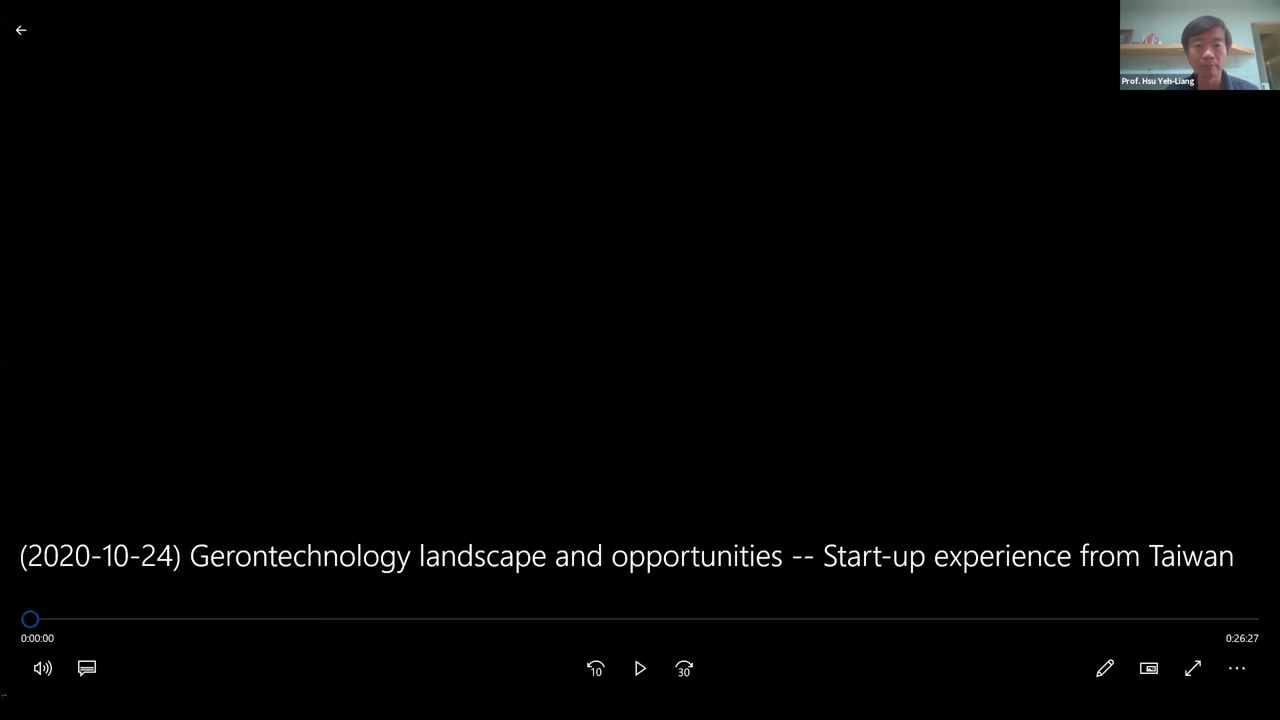 Prof. Hsu Yeh-Liang
(2020-10-24) Gerontechnology landscape and opportunities -- Start-up experience from Taiwan
0:00:00
0:26:27
10
30